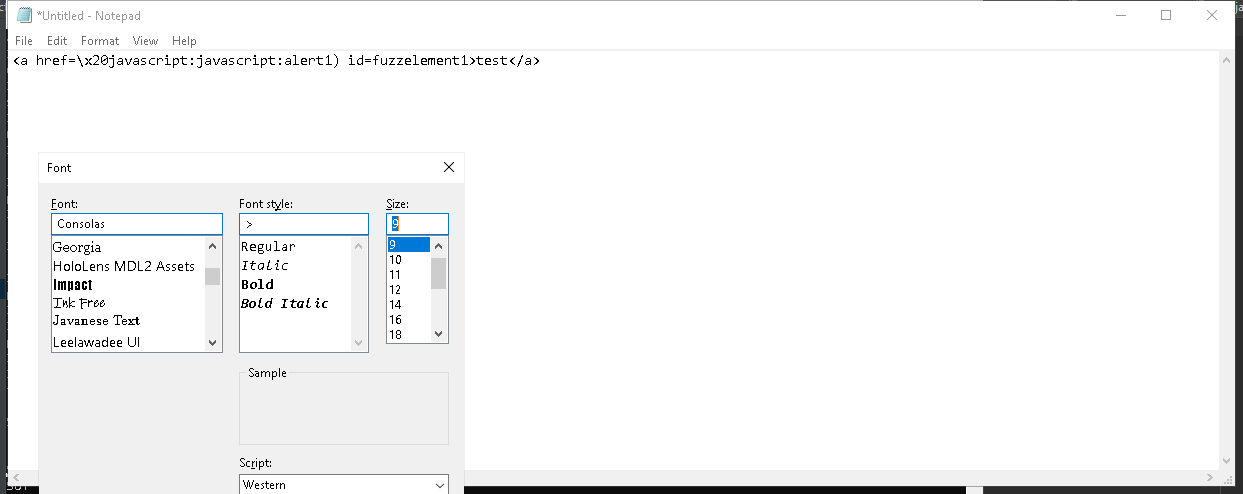 *Untitled - Notepad
File Edit Format View Help
<a href=\x20javascript:javascript:alert1) id=fuzzelement1>test</a>
Font
Font: Font style: Size:
Consolas > 9
Georgia Regular 9
HoloLens MDL2 Assets Italic 10
Impact Bold 11
Ink Free Bold Italic 12
Javanese Text 14
Leelawadee UI 16
18
Sample
Script:
Western